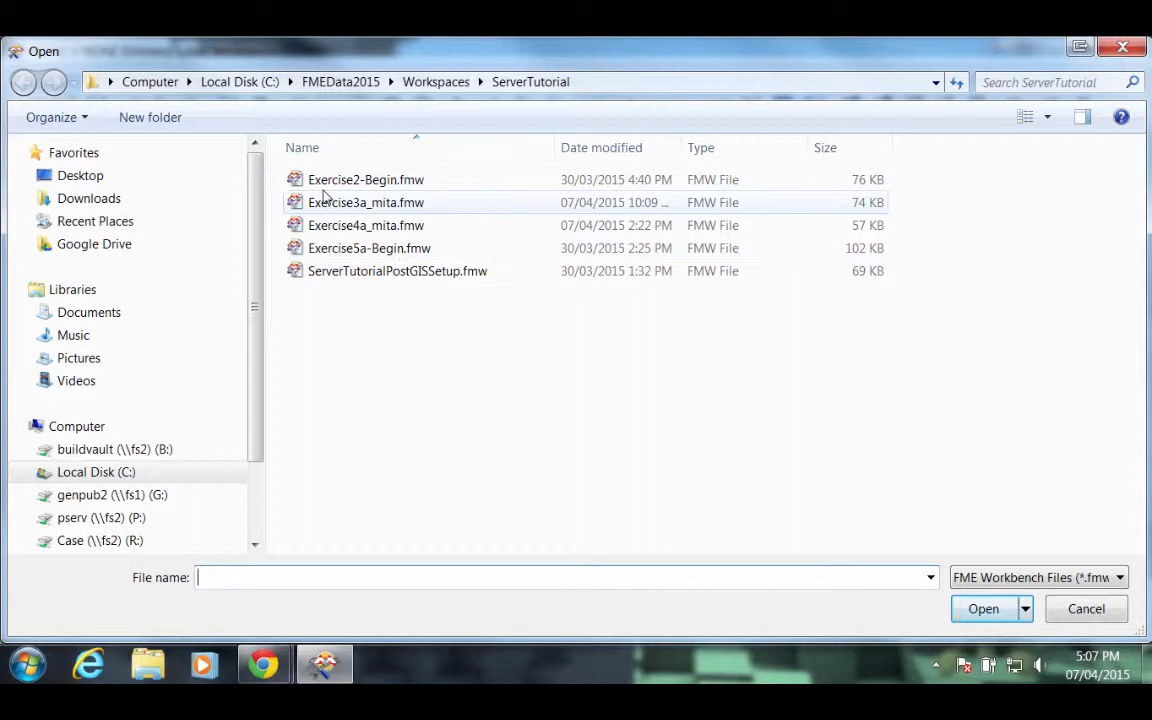 Open
Computer Local Disk (C:) FMEData2015 Workspaces ServerTutorial
Search ServerTutorial
Organize New folder
Name Date modified Type Size
Favorites
Desktop
Downloads
Recent Places
Google Drive
Libraries
Documents
Music
Pictures
Videos
Computer
buildvault (\\fs2) (B:)
Local Disk (C:)
genpub2 (\\fs1) (G:)
pserv (\\fs2) (P:)
Case (\\fs2) (R:)
Exercise2-Begin.fmw 30/03/2015 4:40 PM FMW File 76 KB
Exercise3a_mita.fmw 07/04/2015 10:09 ... FMW File 74 KB
Exercise4a_mita.fmw 07/04/2015 2:22 PM FMW File 57 KB
Exercise5a-Begin.fmw 30/03/2015 2:25 PM FMW File 102 KB
ServerTutorialPostGISSetup.fmw 30/03/2015 1:32 PM FMW File 69 KB
File name: FME Workbench Files (*.fmw
Open Cancel
5:07 PM
07/04/2015